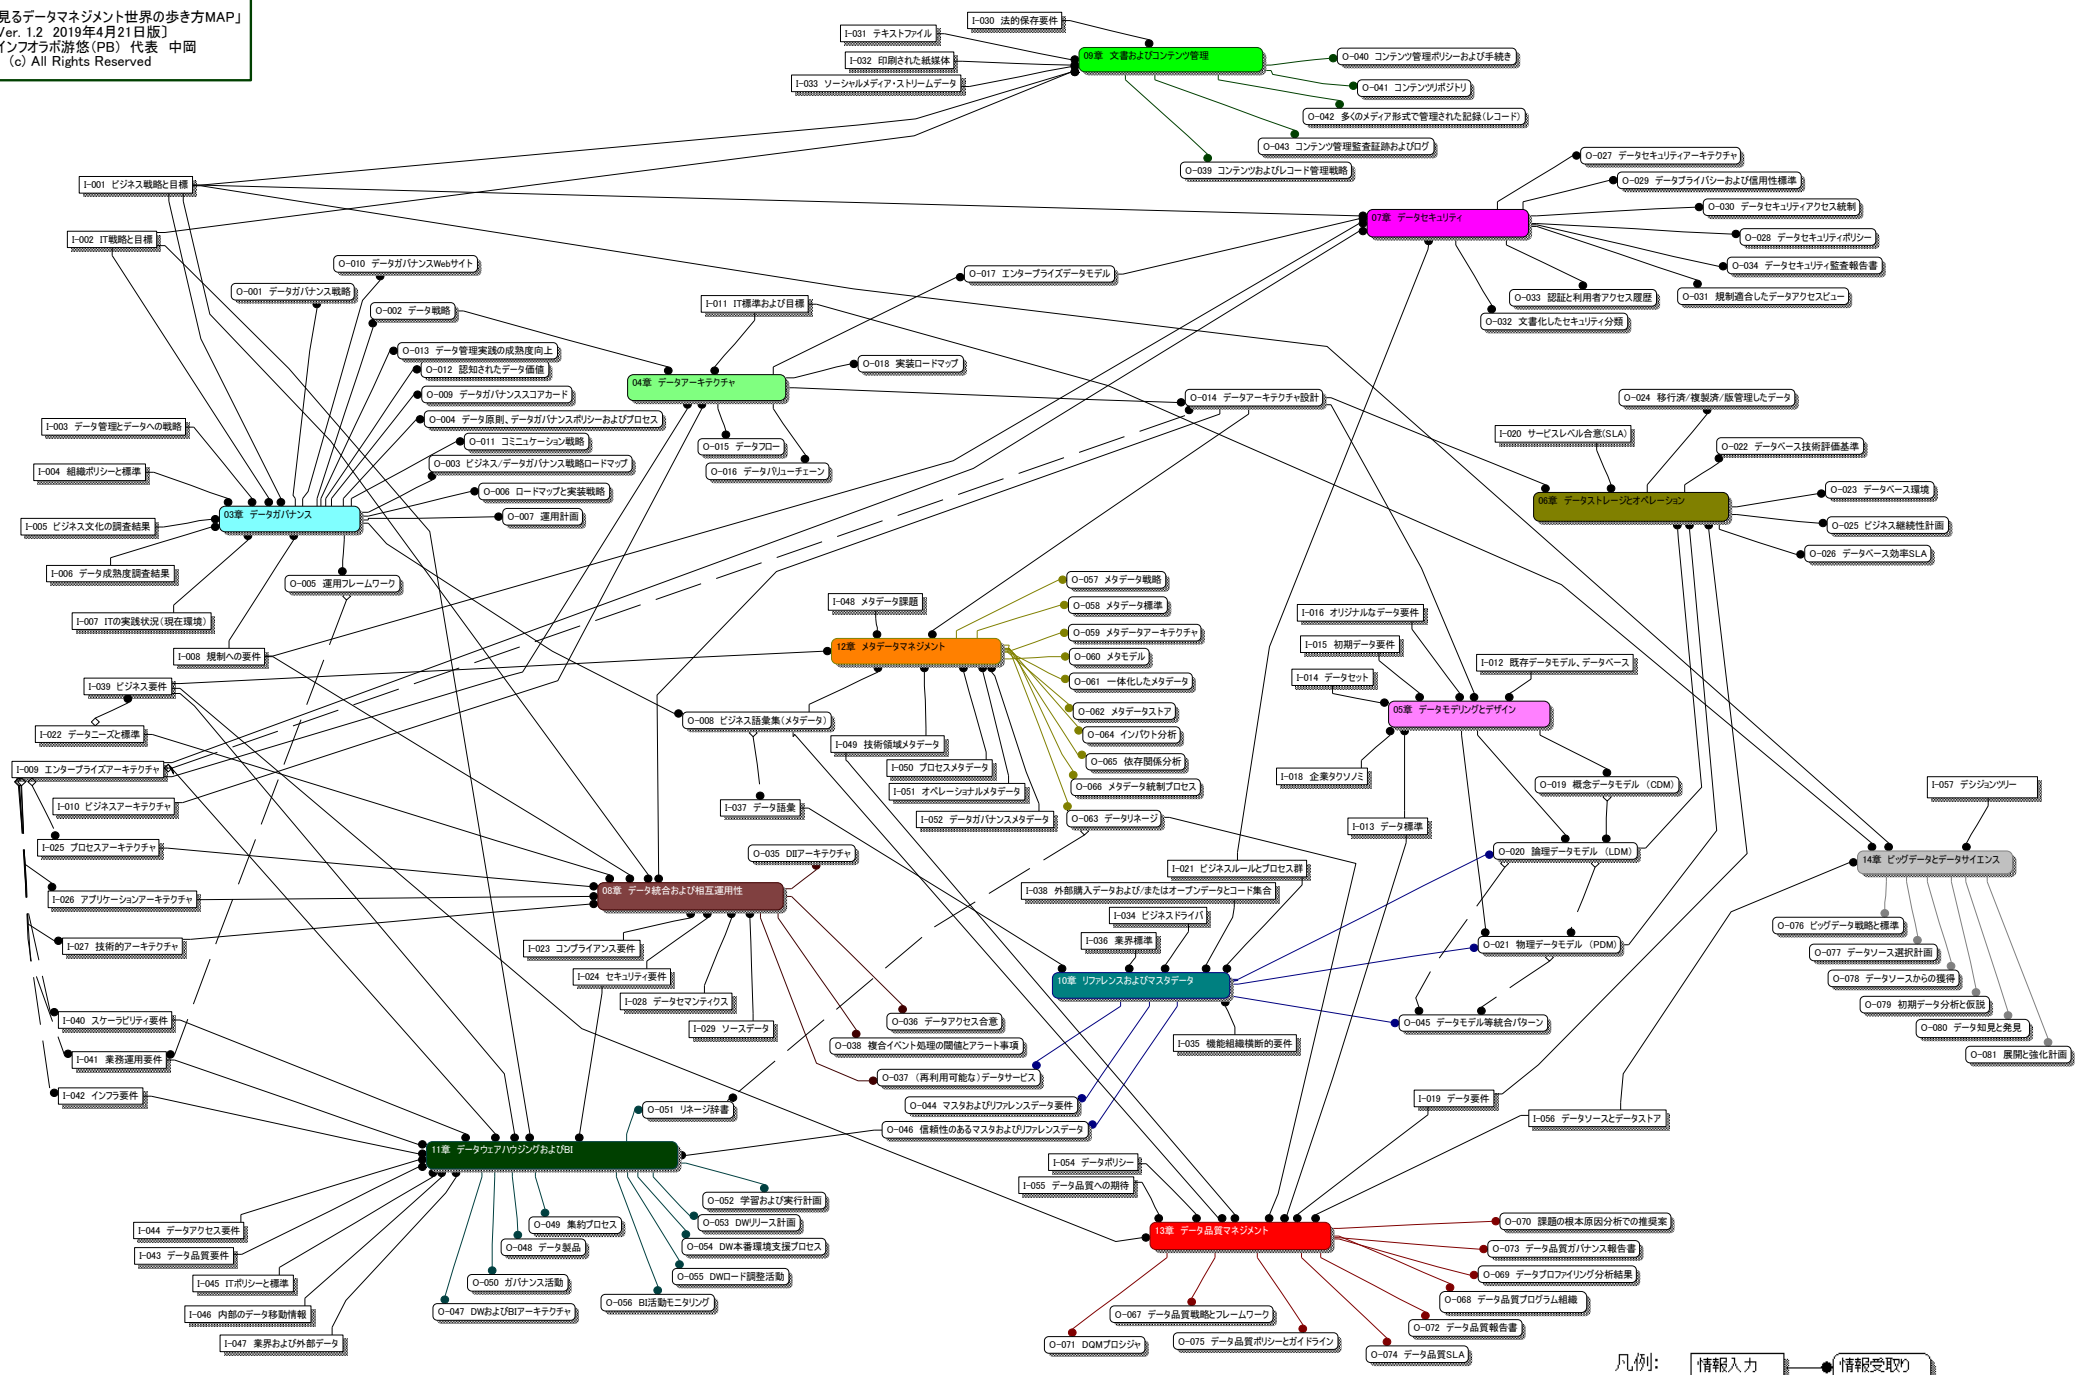 見るデータマネジメント世界の歩き方MAP」
Ver. 1.2 2019年4月21日版〕
インフオラボ游悠(PB) 代表 中岡
(c) All Rights Reserved
I-030 法的保存要件
I-031 テキストファイル
I-032 印刷された紙媒体
I-033 ソーシャルメディア・ストリームデータ
09章 文書およびコンテンツ管理
O-040 コンテンツ管理ポリシーおよび手続き
O-041 コンテンツリポジトリ
O-042 多くのメディア形式で管理された記録(レコード)
O-043 コンテンツ管理監査証跡およびログ
O-039 コンテンツおよびレコード管理戦略
I-001 ビジネス戦略と目標
I-002 IT戦略と目標
O-027 データセキュリティアーキテクチャ
O-029 データプライバシーおよび信用性標準
O-030 データセキュリティアクセス統制
07章 データセキュリティ
O-028 データセキュリティポリシー
O-034 データセキュリティ監査報告書
O-031 規制適合したデータアクセスビュー
O-033 認証と利用者アクセス履歴
O-032 文書化したセキュリティ分類
O-010 データガバナンスWebサイト
O-001 データガバナンス戦略
O-002 データ戦略
O-017 エンタープライズデータモデル
I-011 IT標準および目標
O-013 データ管理実践の成熟度向上
O-012 認知されたデータ価値
O-009 データガバナンススコアカード
O-004 データ原則、データガバナンスポリシーおよびプロセス
O-011 コミニュケーション戦略
O-003 ビジネス/データガバナンス戦略ロードマップ
O-006 ロードマップと実装戦略
O-007 運用計画
04章 データアーキテクチャ
O-018 実装ロードマップ
O-014 データアーキテクチャ設計
O-015 データフロー
O-016 データバリューチェーン
I-003 データ管理とデータへの戦略
I-004 組織ポリシーと標準
03章 データガバナンス
I-005 ビジネス文化の調査結果
I-006 データ成熟度調査結果
O-005 運用フレームワーク
I-007 ITの実践状況(現在環境)
I-008 規制への要件
O-024 移行済/複製済/版管理したデータ
I-020 サービスレベル合意(SLA)
O-022 データベース技術評価基準
06章 データストレージとオペレーション
O-023 データベース環境
O-025 ビジネス継続性計画
O-026 データベース効率SLA
I-048 メタデータ課題
12章 メタデータマネジメント
O-057 メタデータ戦略
O-058 メタデータ標準
O-059 メタデータアーキテクチャ
O-060 メタモデル
O-061 一体化したメタデータ
O-062 メタデータストア
O-064 インパクト分析
O-065 依存関係分析
O-066 メタデータ統制プロセス
O-063 データリネージ
I-016 オリジナルなデータ要件
I-015 初期データ要件
I-012 既存データモデル、データベース
I-014 データセット
05章 データモデリングとデザイン
I-018 企業タクソノミ
I-013 データ標準
O-019 概念データモデル (CDM)
O-020 論理データモデル (LDM)
O-021 物理データモデル (PDM)
I-039 ビジネス要件
I-022 データニーズと標準
I-009 エンタープライズアーキテクチャ
I-010 ビジネスアーキテクチャ
I-025 プロセスアーキテクチャ
I-026 アプリケーションアーキテクチャ
I-027 技術的アーキテクチャ
O-008 ビジネス語彙集(メタデータ)
I-049 技術領域メタデータ
I-050 プロセスメタデータ
I-051 オペレーショナルメタデータ
I-052 データガバナンスメタデータ
I-037 データ語彙
O-035 DIIアーキテクチャ
08章 データ統合および相互運用性
I-023 コンプライアンス要件
I-024 セキュリティ要件
I-028 データセマンティクス
I-029 ソースデータ
O-036 データアクセス合意
O-038 複合イベント処理の閾値とアラート事項
O-037 (再利用可能な)データサービス
I-021 ビジネスルールとプロセス群
I-038 外部購入データおよび/またはオープンデータとコード集合
I-034 ビジネスドライバ
I-036 業界標準
10章 リファレンスおよびマスタデータ
I-035 機能組織横断的要件
O-045 データモデル等統合パターン
O-044 マスタおよびリファレンスデータ要件
O-046 信頼性のあるマスタおよびリファレンスデータ
I-057 デシジョンツリー
14章 ビッグデータとデータサイエンス
O-076 ビッグデータ戦略と標準
O-077 データソース選択計画
O-078 データソースからの獲得
O-079 初期データ分析と仮説
O-080 データ知見と発見
O-081 展開と強化計画
I-040 スケーラビリティ要件
I-041 業務運用要件
I-042 インフラ要件
O-051 リネージ辞書
11章 データウェアハウジングおよびBI
I-044 データアクセス要件
I-043 データ品質要件
I-045 ITポリシーと標準
I-046 内部のデータ移動情報
I-047 業界および外部データ
O-049 集約プロセス
O-048 データ製品
O-050 ガバナンス活動
O-047 DWおよびBIアーキテクチャ
O-052 学習および実行計画
O-053 DWリリース計画
O-054 DW本番環境支援プロセス
O-055 DWロード調整活動
O-056 BI活動モニタリング
I-019 データ要件
I-056 データソースとデータストア
I-054 データポリシー
I-055 データ品質への期待
13章 データ品質マネジメント
O-070 課題の根本原因分析での推奨案
O-073 データ品質ガバナンス報告書
O-069 データプロファイリング分析結果
O-068 データ品質プログラム組織
O-072 データ品質報告書
O-067 データ品質戦略とフレームワーク
O-075 データ品質ポリシーとガイドライン
O-071 DQMプロシジャ
O-074 データ品質SLA
凡例:
情報入力
情報受取り